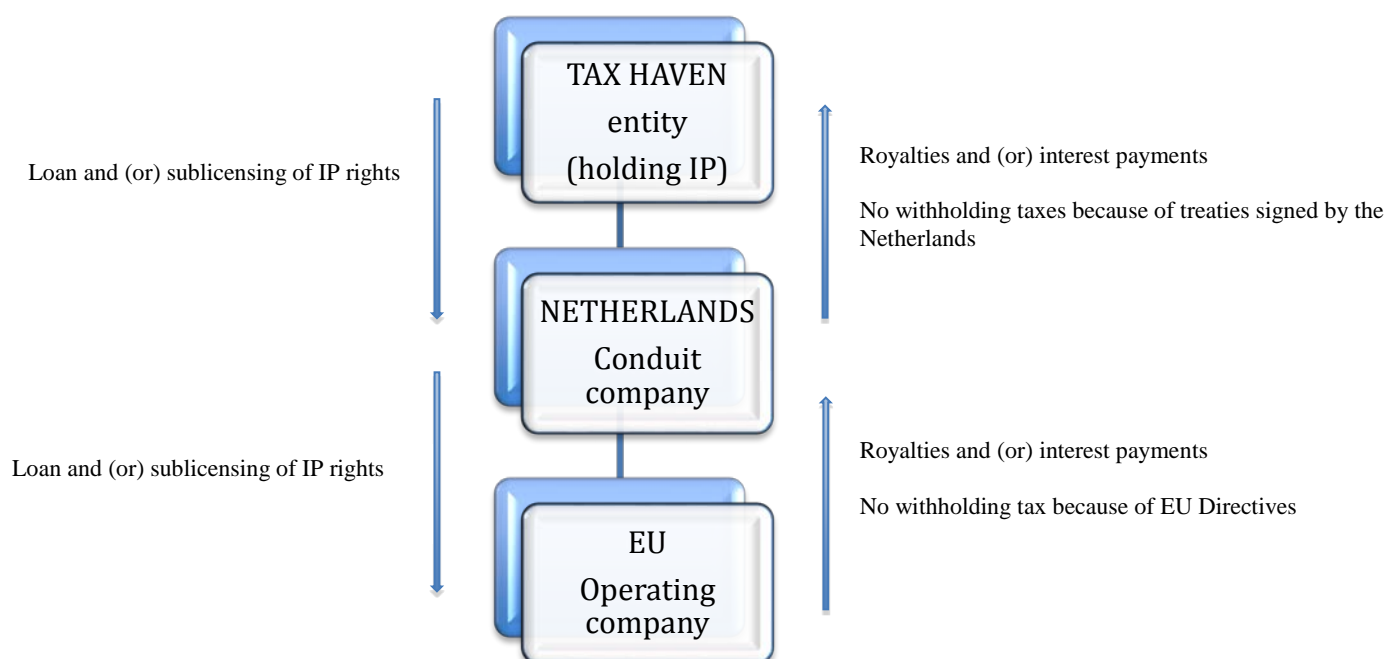 TAX HAVEN
entity
(holding IP)
Loan and (or) sublicensing of IP rights
Royalties and (or) interest payments
No withholding taxes because of treaties signed by the
Netherlands
NETHERLANDS
Conduit
company
Loan and (or) sublicensing of IP rights
Royalties and (or) interest payments
No withholding tax because of EU Directives
EU
Operating
company